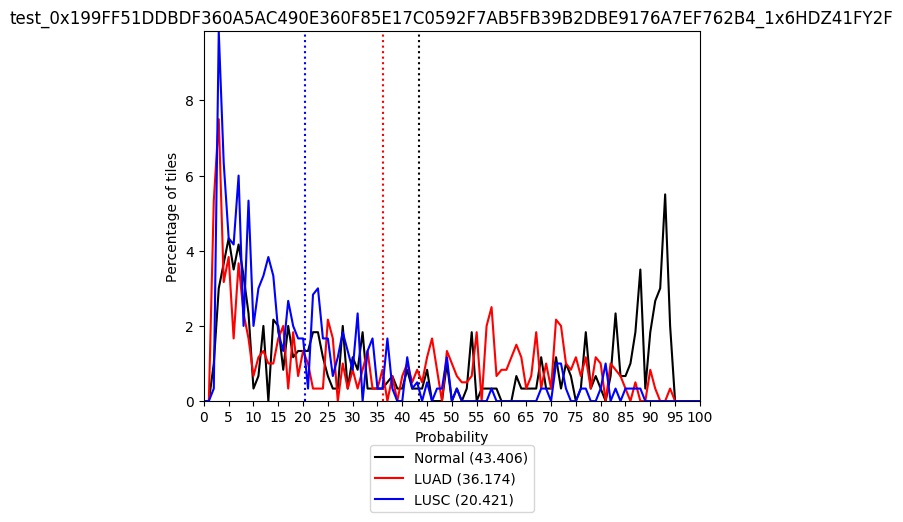 test_0x199FF51DDBDF360A5AC490E360F85E17C0592F7AB5FB39B2DBE9176A7EF762B4_1x6HDZ41FY2F
Percentage of tiles
8
6
4
2
0
0 5 10 15 20 25 30 35 40 45 50 55 60 65 70 75 80 85 90 95 100
Probability
Normal (43.406)
LUAD (36.174)
LUSC (20.421)